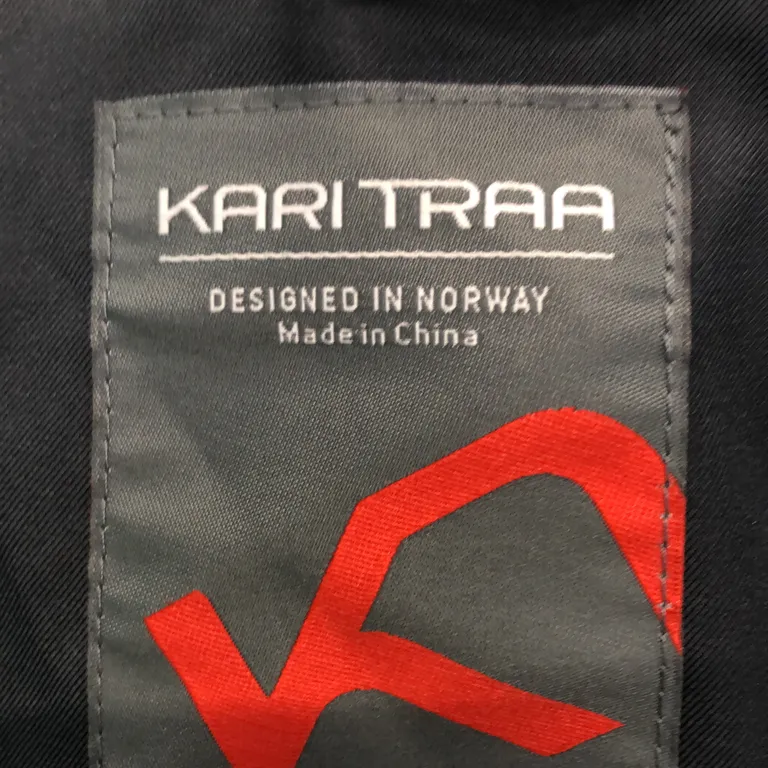 KARI TRAA
DESIGNED IN NORWAY
Made in China